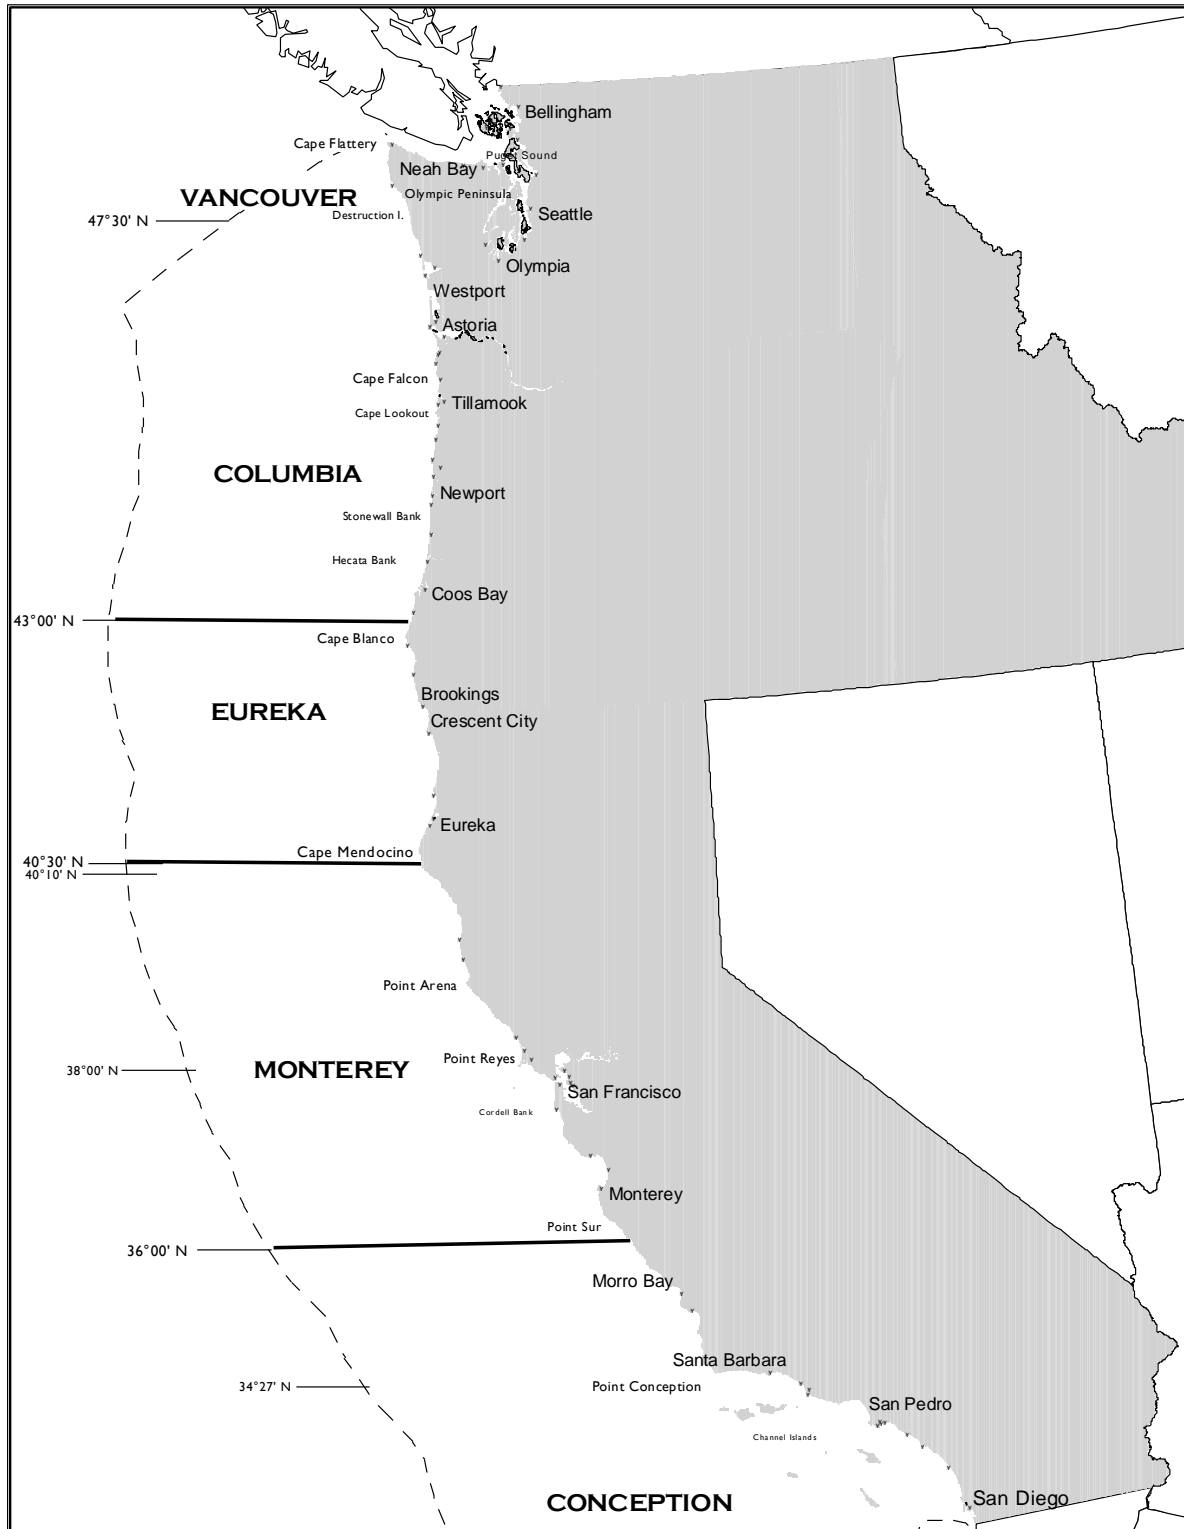 Bellingham
Cape Flattery
Puget Sound
Neah Bay
VANCOUVER
Olympic Peninsula
47°30' N
Destruction I.
Seattle
Olympia
Westport
Astoria
Cape Falcon
Tillamook
Cape Lookout
COLUMBIA
Newport
Stonewall Bank
Hecata Bank
Coos Bay
43°00' N
Cape Blanco
Brookings
EUREKA
Crescent City
Eureka
Cape Mendocino
40°30' N
40°10' N
Point Arena
Point Reyes
MONTEREY
38°00' N
San Francisco
Cordell Bank
Monterey
Point Sur
36°00' N
Morro Bay
Santa Barbara
34°27' N
Point Conception
San Pedro
Channel Islands
San Diego
CONCEPTION